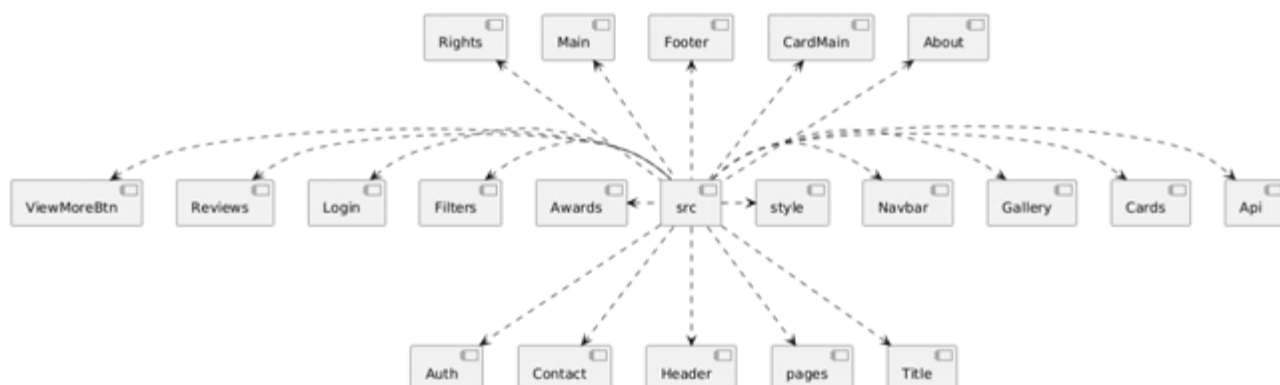 Rights
Main
Footer
CardMain
About
ViewMoreBtn
Reviews
Login
Filters
Awards
src
style
Navbar
Gallery
Cards
Api
Auth
Contact
Header
pages
Title